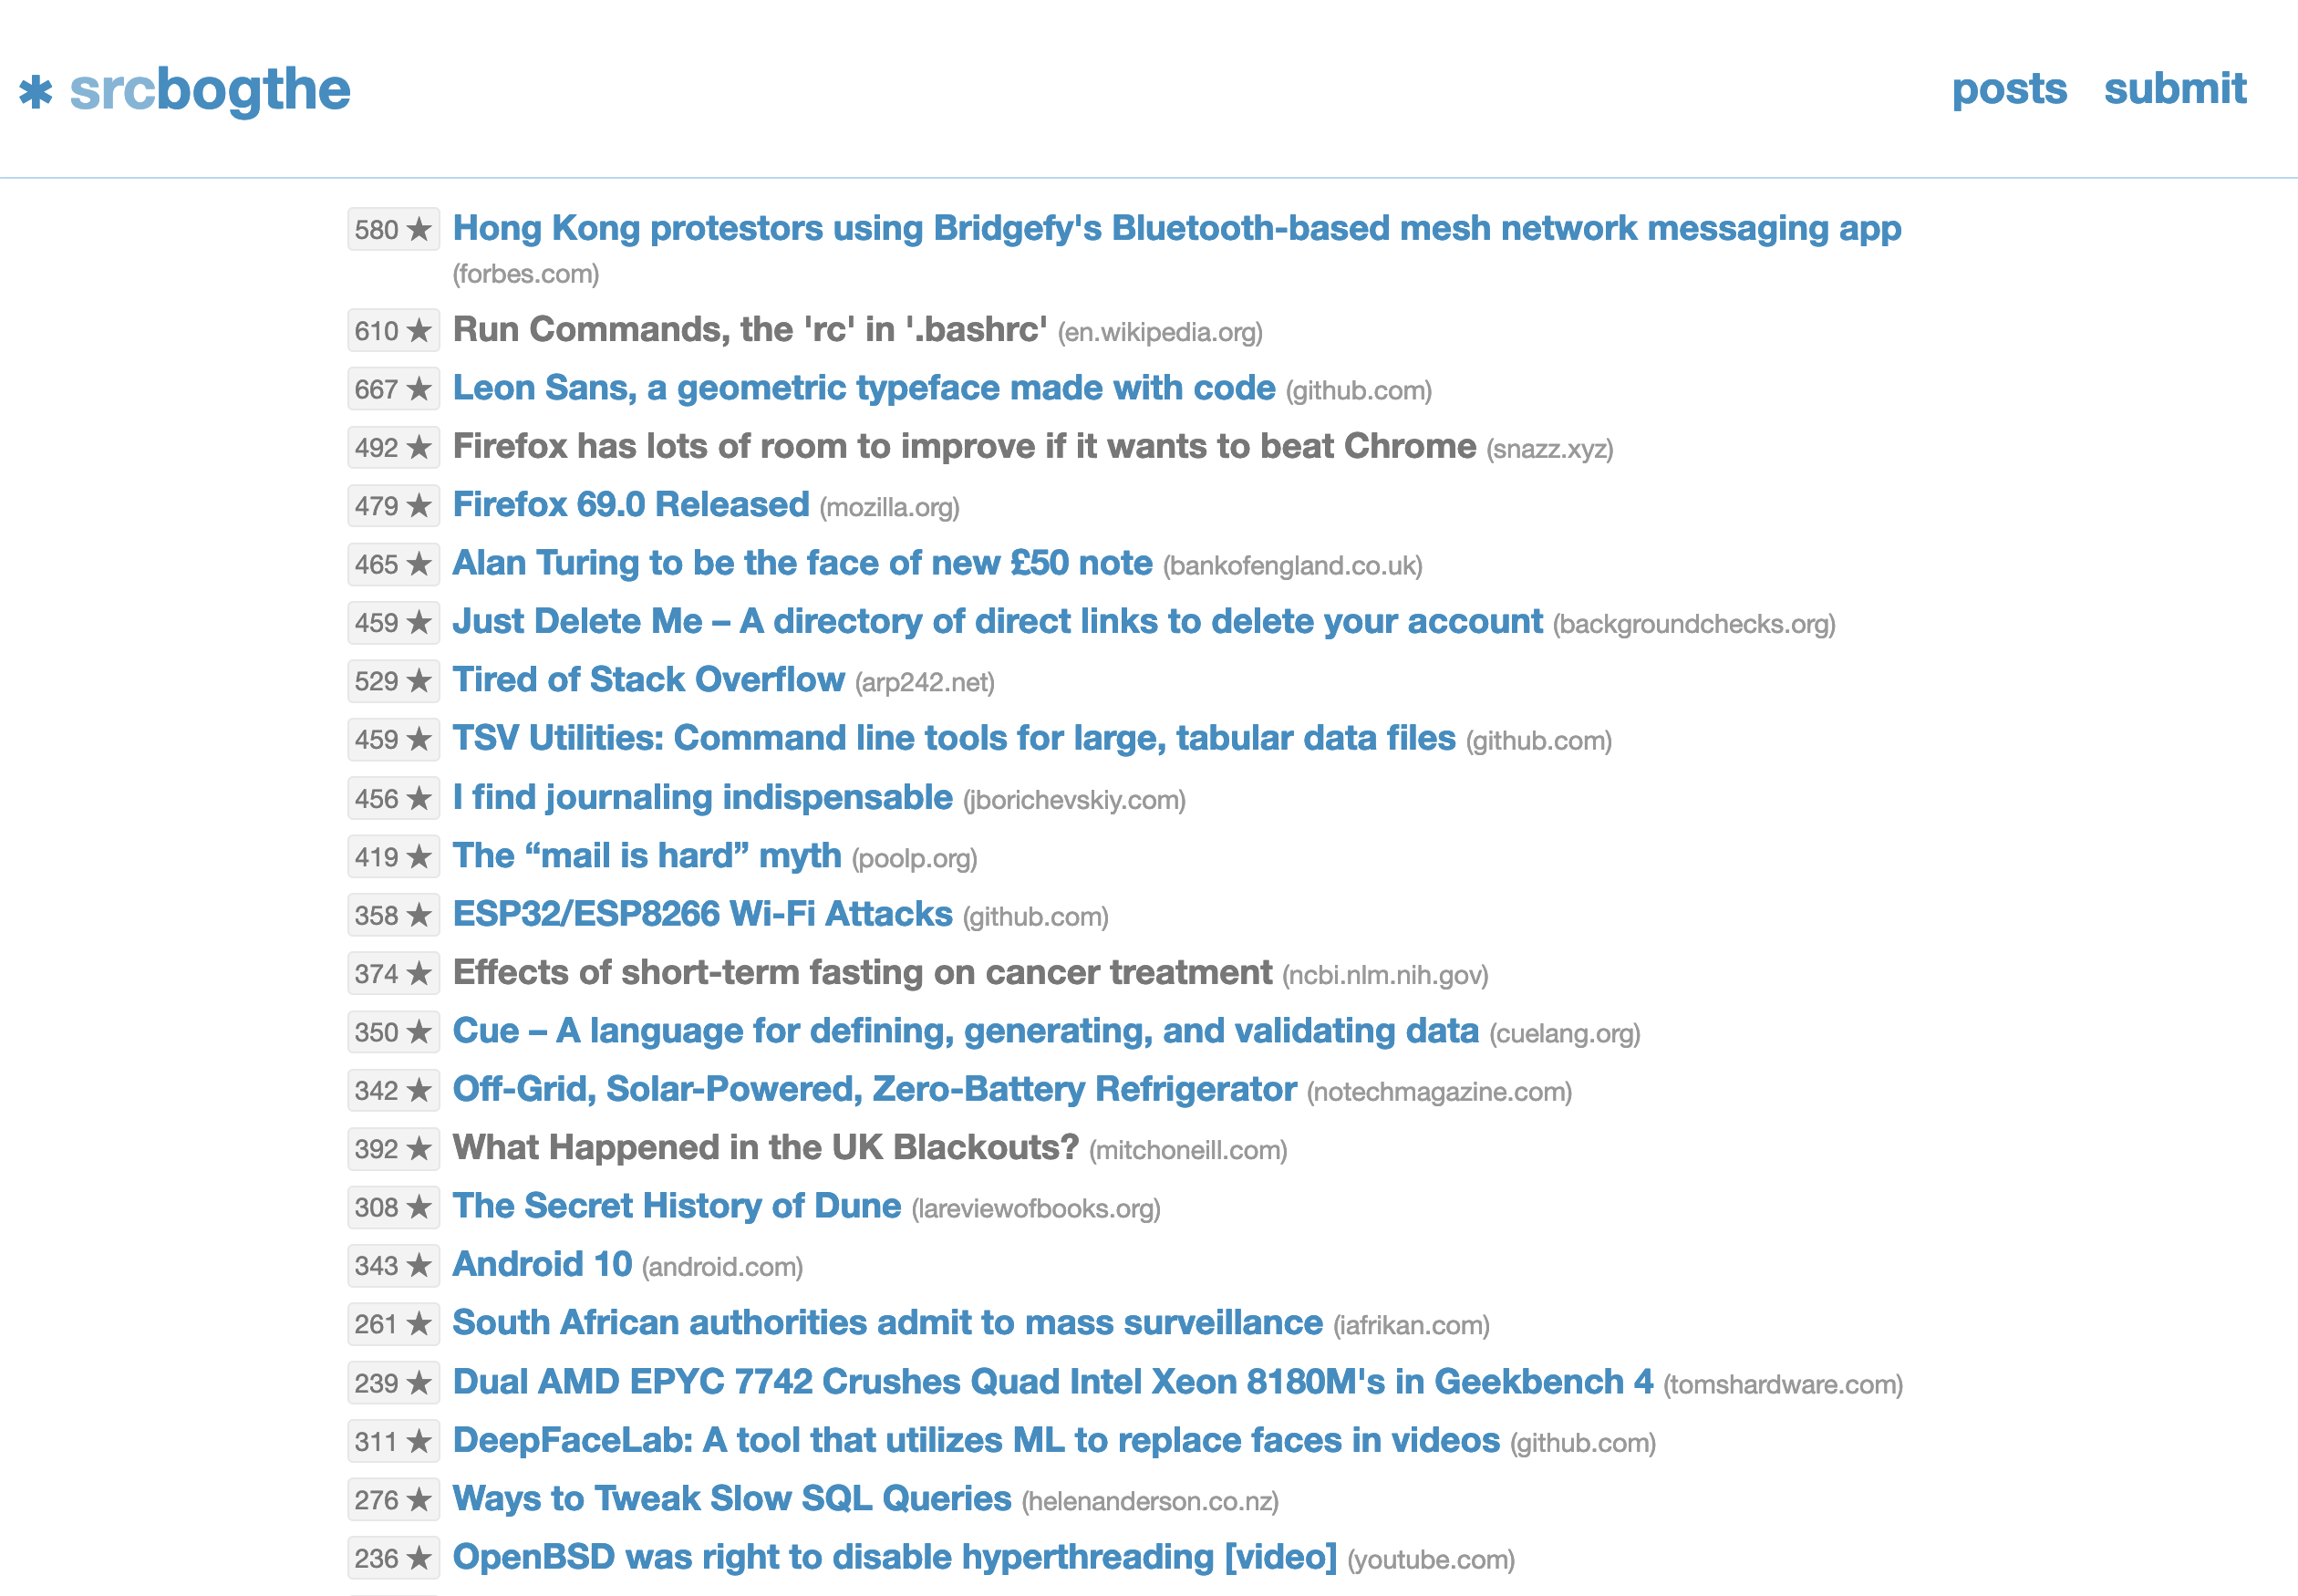 * srcbogthe posts submit
580 ★ Hong Kong protestors using Bridgefy's Bluetooth-based mesh network messaging app
(forbes.com)
610 ★ Run Commands, the 'rc' in '.bashrc' (en.wikipedia.org)
667 ★ Leon Sans, a geometric typeface made with code (github.com)
492 ★ Firefox has lots of room to improve if it wants to beat Chrome (snazz.xyz)
479 ★ Firefox 69.0 Released (mozilla.org)
465 ★ Alan Turing to be the face of new £50 note (bankofengland.co.uk)
459 ★ Just Delete Me – A directory of direct links to delete your account (backgroundchecks.org)
529 ★ Tired of Stack Overflow (arp242.net)
459 ★ TSV Utilities: Command line tools for large, tabular data files (github.com)
456 ★ I find journaling indispensable (jborichevskiy.com)
419 ★ The “mail is hard” myth (poolp.org)
358 ★ ESP32/ESP8266 Wi-Fi Attacks (github.com)
374 ★ Effects of short-term fasting on cancer treatment (ncbi.nlm.nih.gov)
350 ★ Cue – A language for defining, generating, and validating data (cuelang.org)
342 ★ Off-Grid, Solar-Powered, Zero-Battery Refrigerator (notechmagazine.com)
392 ★ What Happened in the UK Blackouts? (mitchoneill.com)
308 ★ The Secret History of Dune (lareviewofbooks.org)
343 ★ Android 10 (android.com)
261 ★ South African authorities admit to mass surveillance (iafrikan.com)
239 ★ Dual AMD EPYC 7742 Crushes Quad Intel Xeon 8180M's in Geekbench 4 (tomshardware.com)
311 ★ DeepFaceLab: A tool that utilizes ML to replace faces in videos (github.com)
276 ★ Ways to Tweak Slow SQL Queries (helenanderson.co.nz)
236 ★ OpenBSD was right to disable hyperthreading [video] (youtube.com)